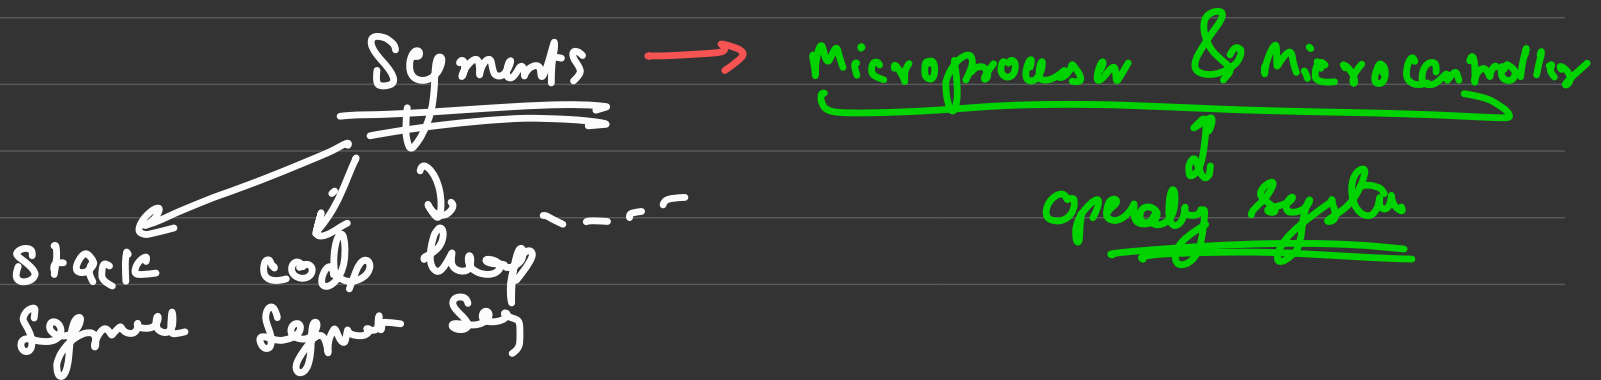 Segments → Microprocessor & Microcontroller
Operating System
Stack Segment
code Segment
heap Seg